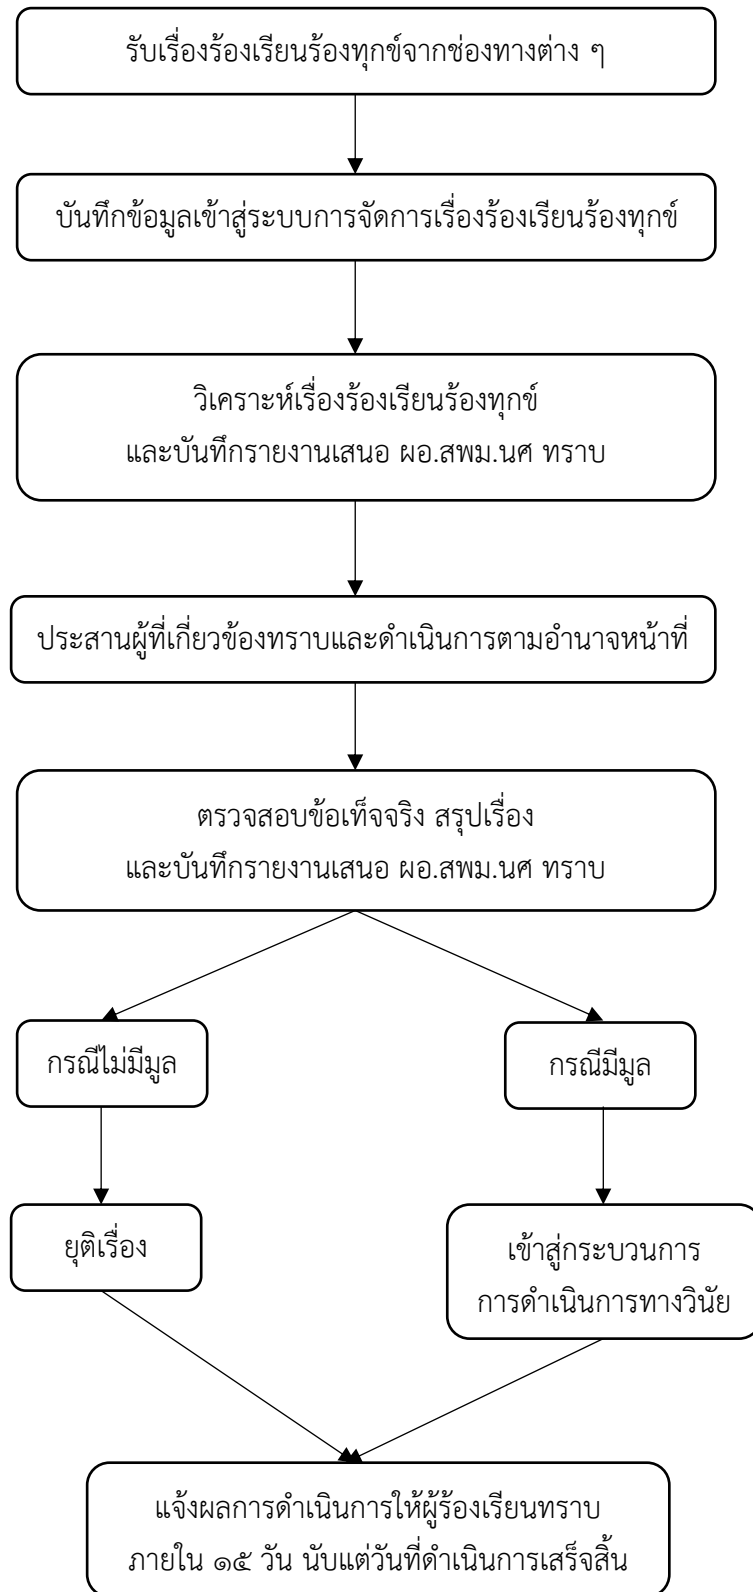 รับเรื่องร้องเรียนร้องทุกข์จากช่องทางต่าง ๆ
บันทึกข้อมูลเข้าสู่ระบบการจัดการเรื่องร้องเรียนร้องทุกข์
วิเคราะห์เรื่องร้องเรียนร้องทุกข์
และบันทึกรายงานเสนอ ผอ.สพม.นศ ทราบ
ประสานผู้ที่เกี่ยวข้องทราบและดำเนินการตามอำนาจหน้าที่
ตรวจสอบข้อเท็จจริง สรุปเรื่อง
และบันทึกรายงานเสนอ ผอ.สพม.นศ ทราบ
กรณีไม่มีมูล
กรณีมีมูล
ยุติเรื่อง
เข้าสู่กระบวนการ
การดำเนินการทางวินัย
แจ้งผลการดำเนินการให้ผู้ร้องเรียนทราบ
ภายใน ๑๕ วัน นับแต่วันที่ดำเนินการเสร็จสิ้น